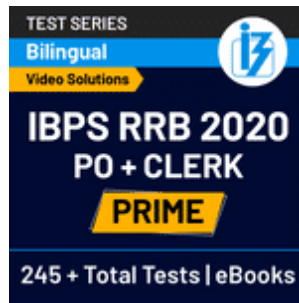 TEST SERIES
Bilingual
Video Solutions
IBPS RRB 2020
PO + CLERK
PRIME
245 + Total Tests | eBooks